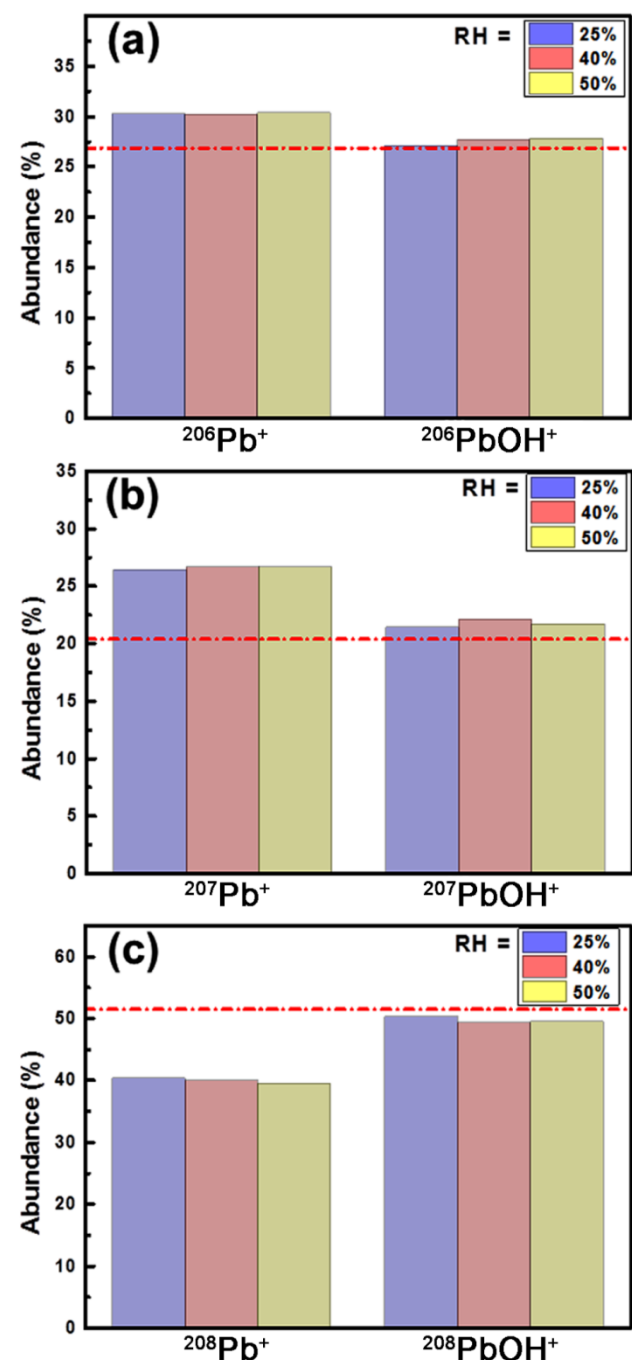 (a)
RH =
25%
40%
50%
Abundance (%)
35
30
25
20
15
10
5
0
²⁰⁶Pb⁺
²⁰⁶PbOH⁺
(b)
RH =
25%
40%
50%
Abundance (%)
35
30
25
20
15
10
5
0
²⁰⁷Pb⁺
²⁰⁷PbOH⁺
(c)
RH =
25%
40%
50%
Abundance (%)
60
50
40
30
20
10
0
²⁰⁸Pb⁺
²⁰⁸PbOH⁺